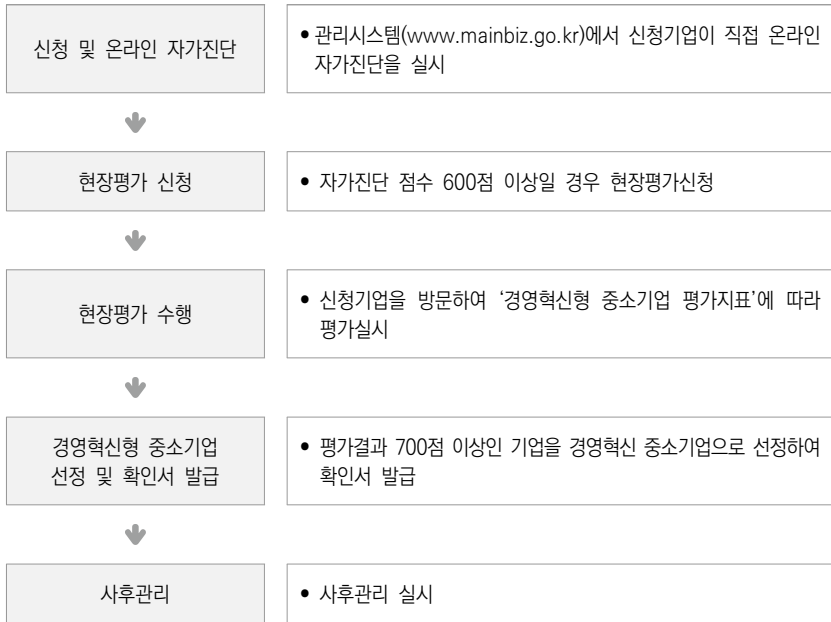 신청 및 온라인 자가진단
• 관리시스템(www.mainbiz.go.kr)에서 신청기업이 직접 온라인
자가진단을 실시
현장평가 신청
• 자가진단 점수 600점 이상일 경우 현장평가신청
현장평가 수행
• 신청기업을 방문하여 ‘경영혁신형 중소기업 평가지표’에 따라
평가실시
경영혁신형 중소기업
선정 및 확인서 발급
• 평가결과 700점 이상인 기업을 경영혁신 중소기업으로 선정하여
확인서 발급
사후관리
• 사후관리 실시